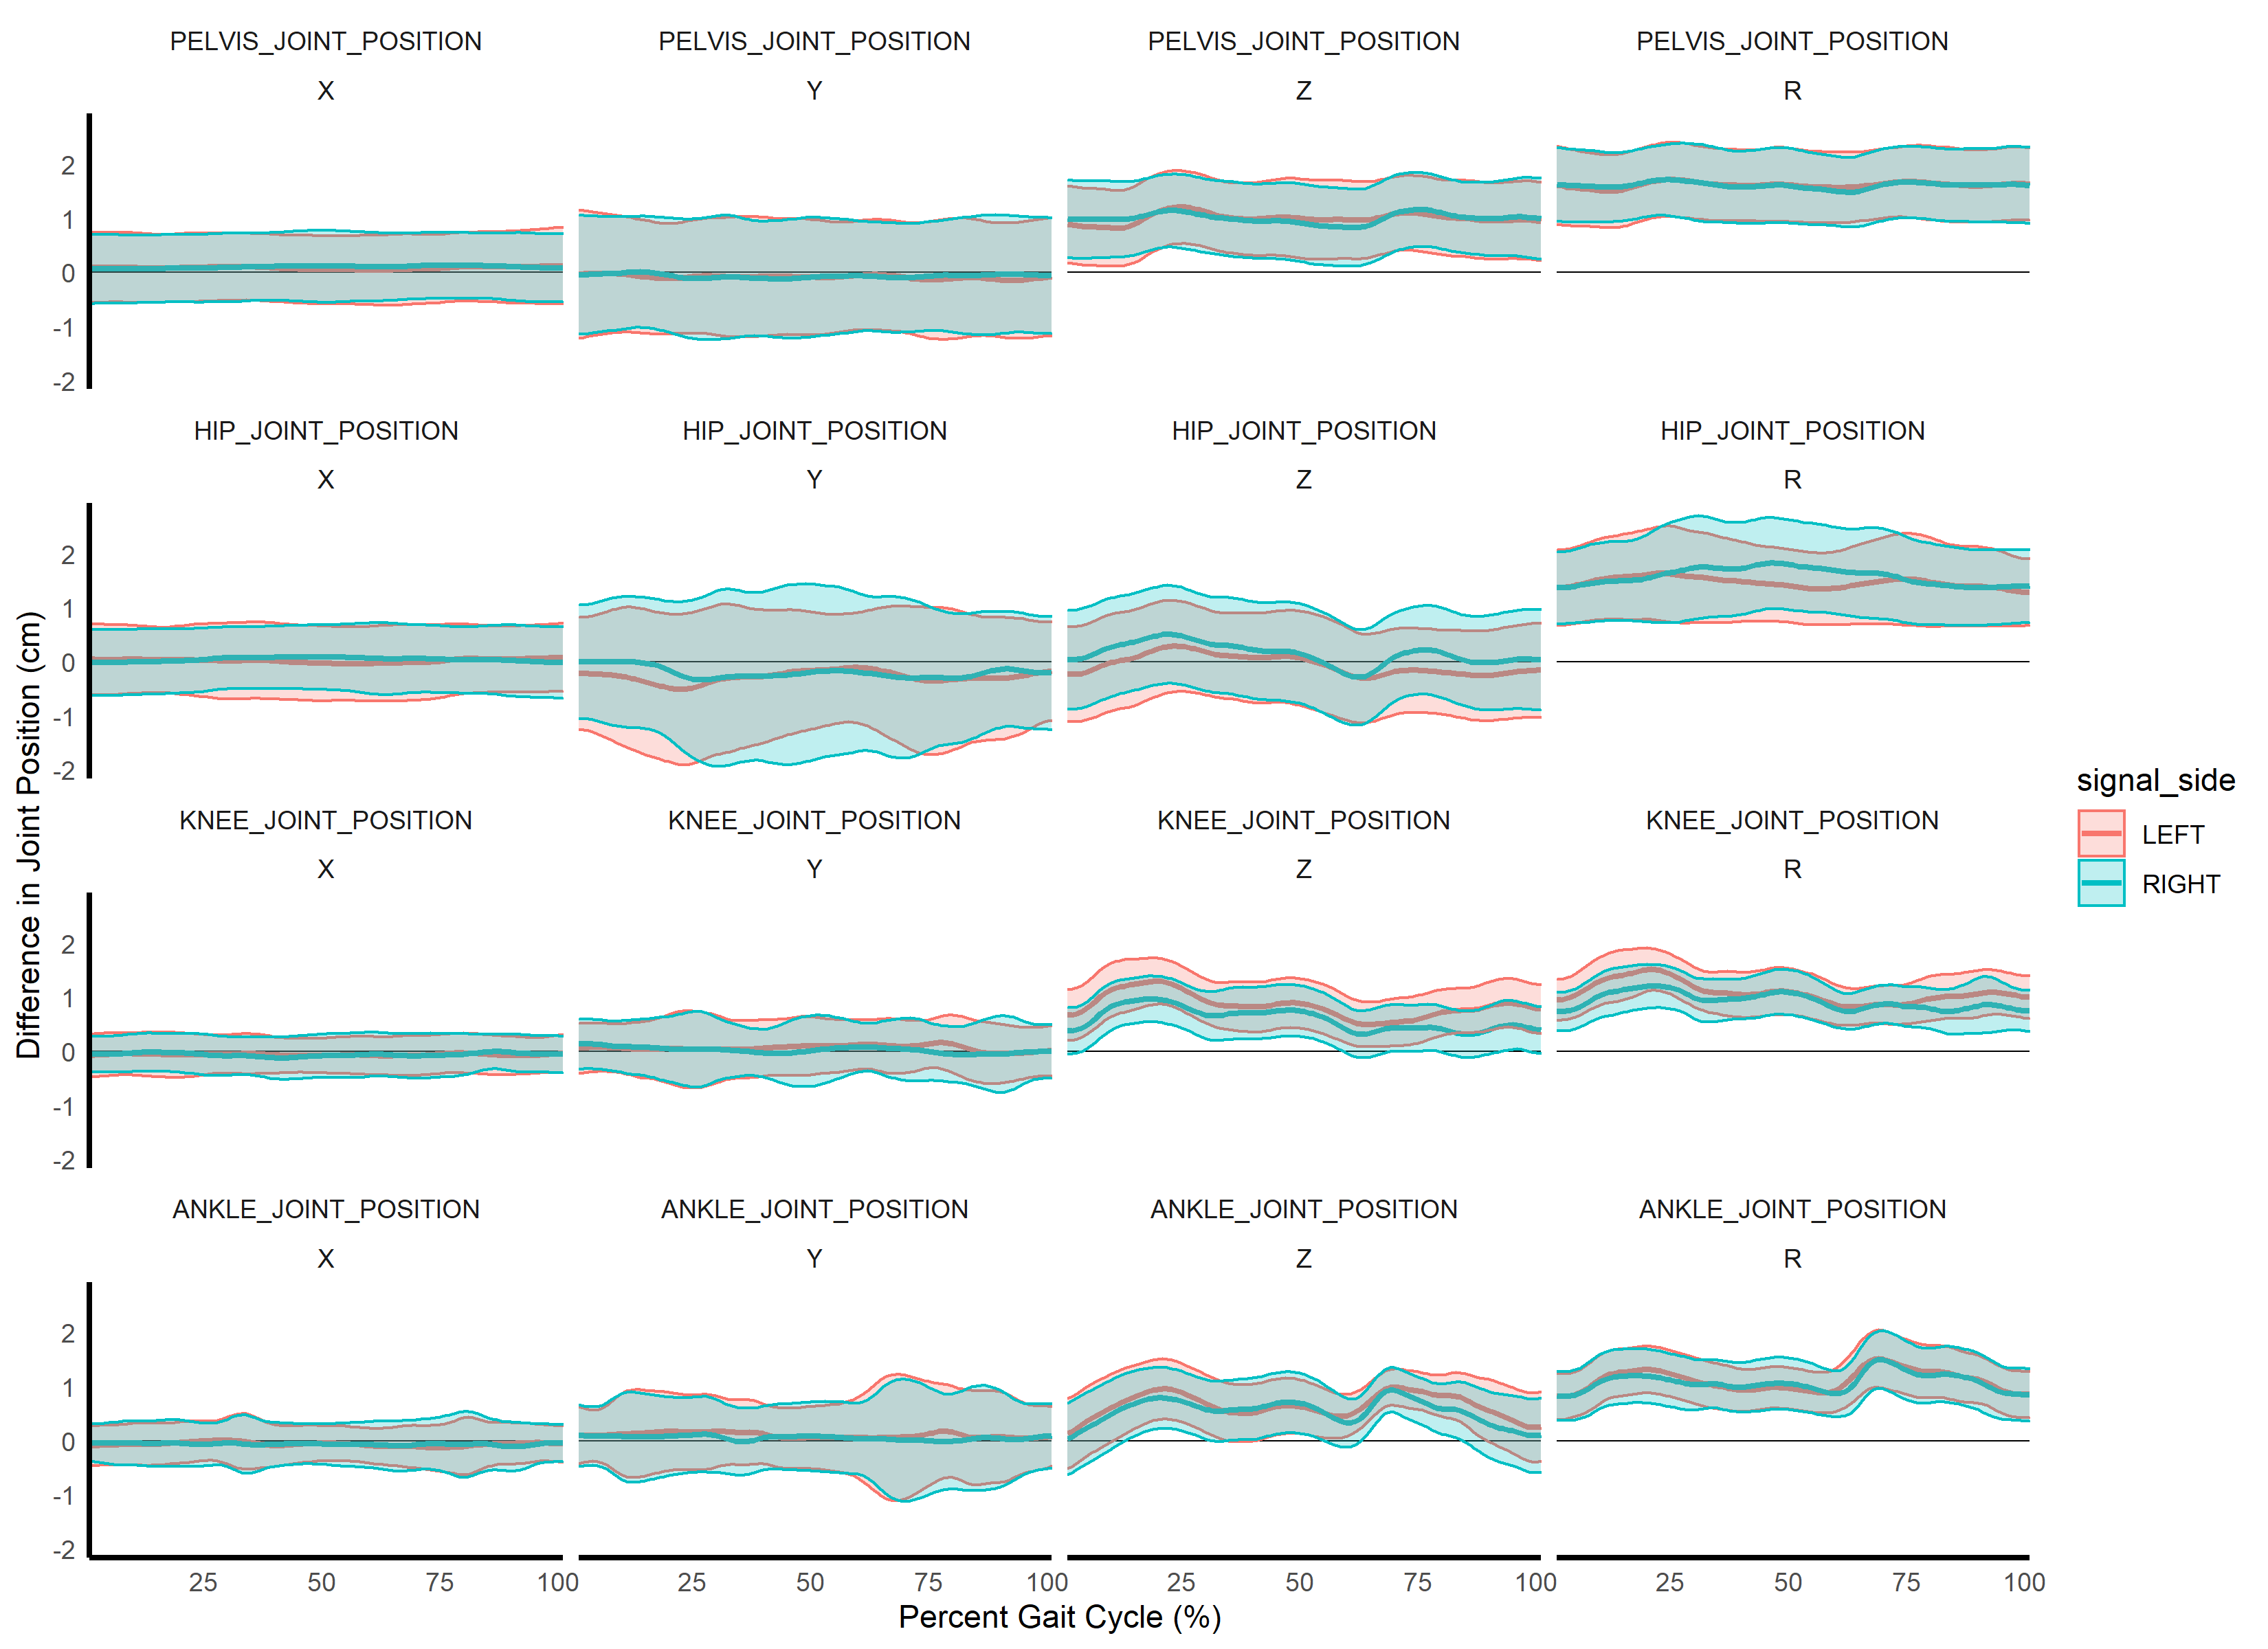 PELVIS_JOINT_POSITION PELVIS_JOINT_POSITION PELVIS_JOINT_POSITION PELVIS_JOINT_POSITION
X Y Z R
2
1
0
-1
-2
HIP_JOINT_POSITION HIP_JOINT_POSITION HIP_JOINT_POSITION HIP_JOINT_POSITION
X Y Z R
2
1
0
-1
-2
KNEE_JOINT_POSITION KNEE_JOINT_POSITION KNEE_JOINT_POSITION KNEE_JOINT_POSITION
X Y Z R
2
1
0
-1
-2
ANKLE_JOINT_POSITION ANKLE_JOINT_POSITION ANKLE_JOINT_POSITION ANKLE_JOINT_POSITION
X Y Z R
2
1
0
-1
-2
25 50 75 100 25 50 75 100 25 50 75 100 25 50 75 100
Percent Gait Cycle (%)
Difference in Joint Position (cm)
signal_side
LEFT
RIGHT